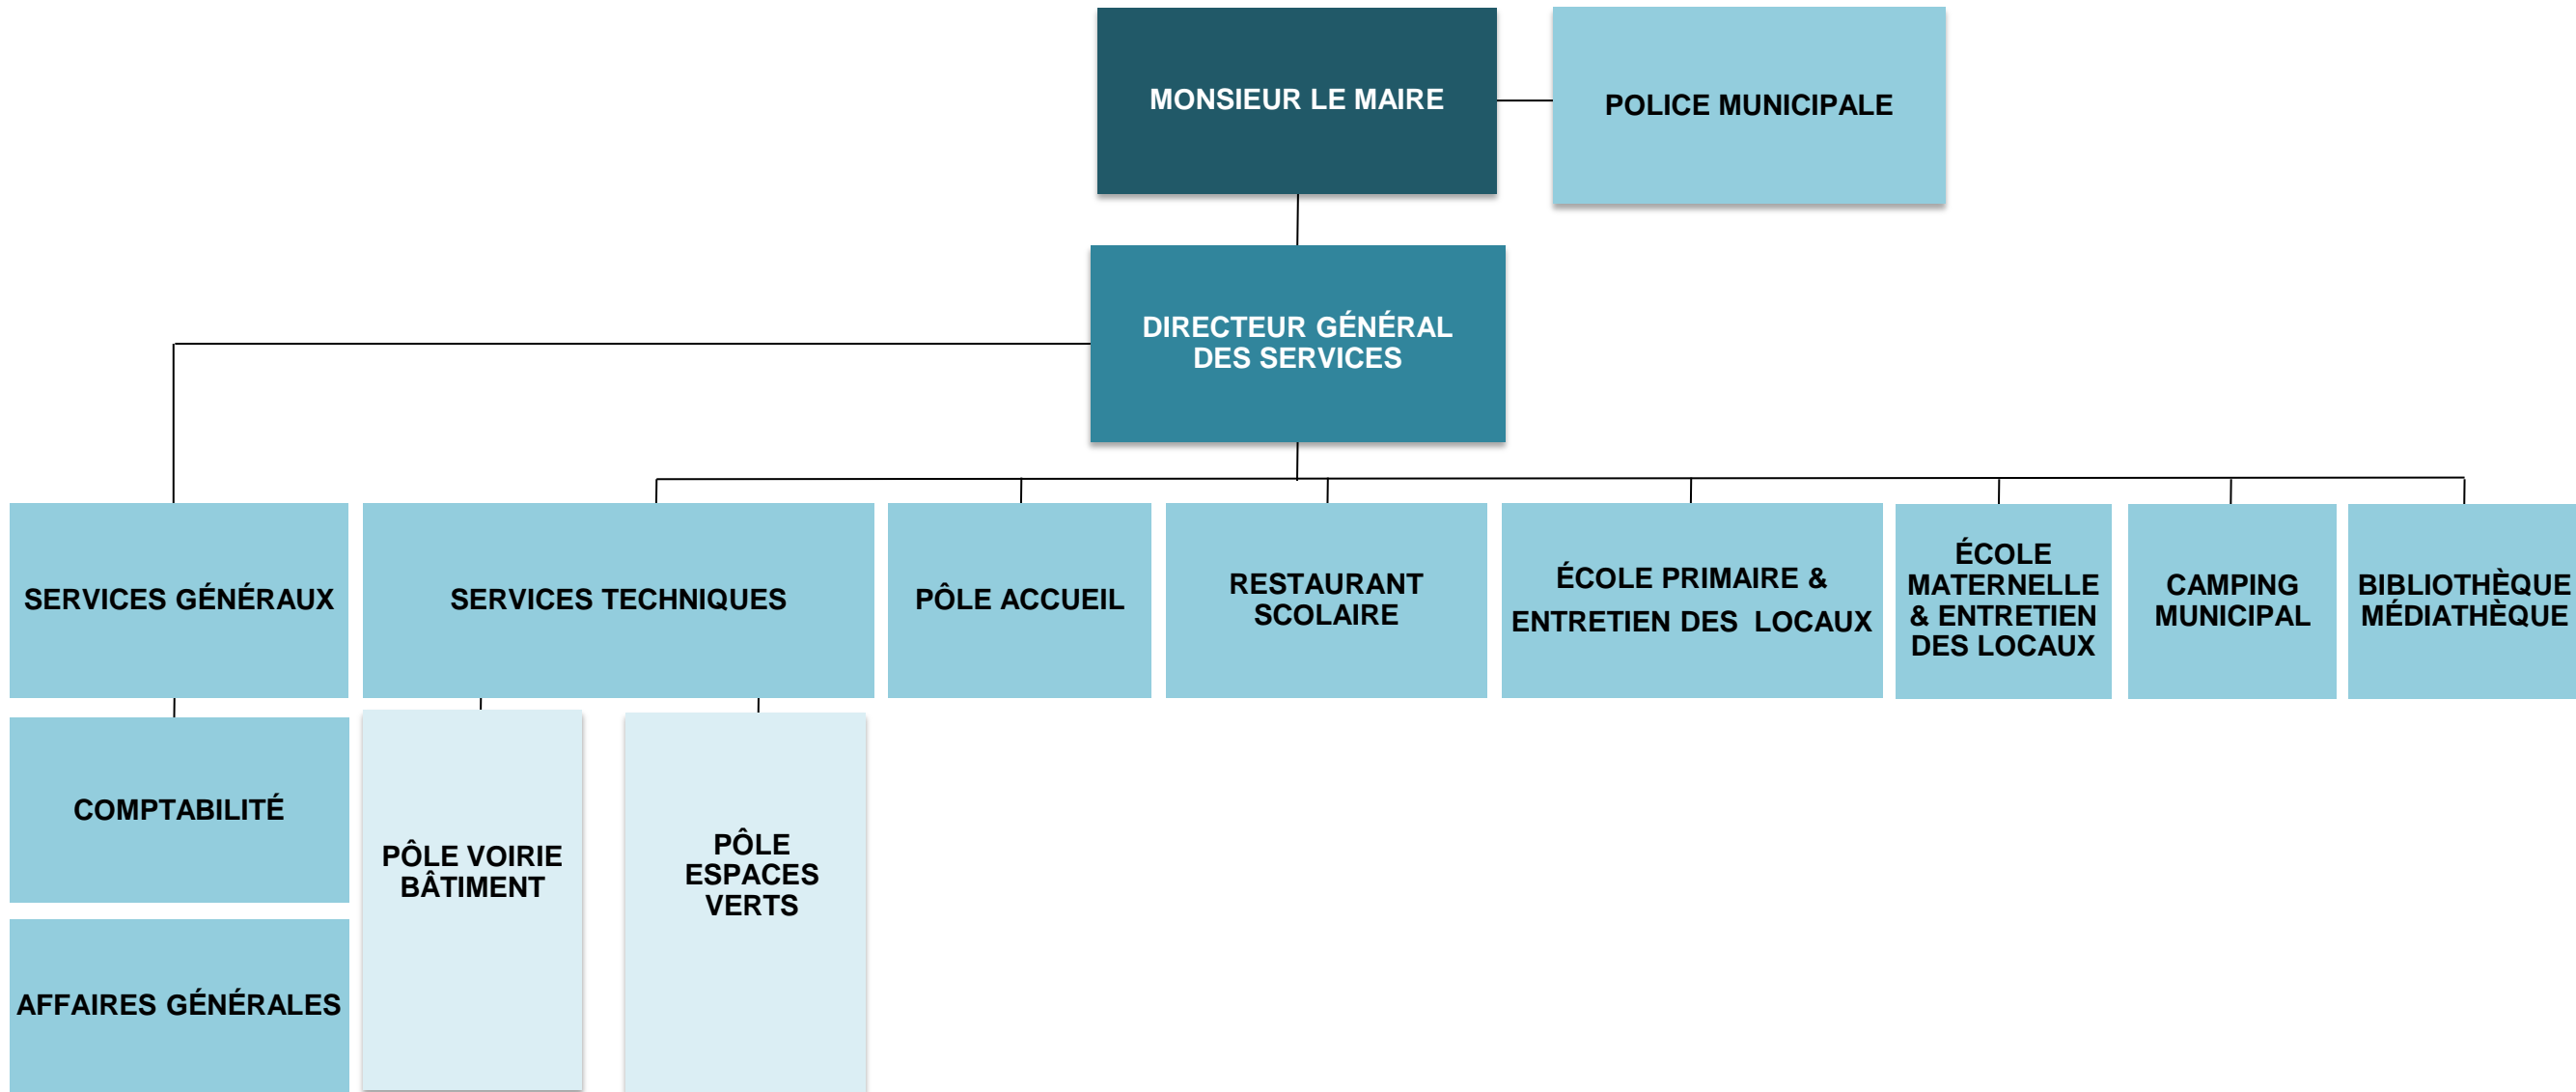 MONSIEUR LE MAIRE
POLICE MUNICIPALE
DIRECTEUR GÉNÉRAL
DES SERVICES
SERVICES GÉNÉRAUX
SERVICES TECHNIQUES
PÔLE ACCUEIL
RESTAURANT
SCOLAIRE
ÉCOLE PRIMAIRE &
ENTRETIEN DES LOCAUX
ÉCOLE
MATERNELLE
& ENTRETIEN
DES LOCAUX
CAMPING
MUNICIPAL
BIBLIOTHÈQUE
MÉDIATHÈQUE
COMPTABILITÉ
PÔLE VOIRIE
BÂTIMENT
PÔLE
ESPACES
VERTS
AFFAIRES GÉNÉRALES